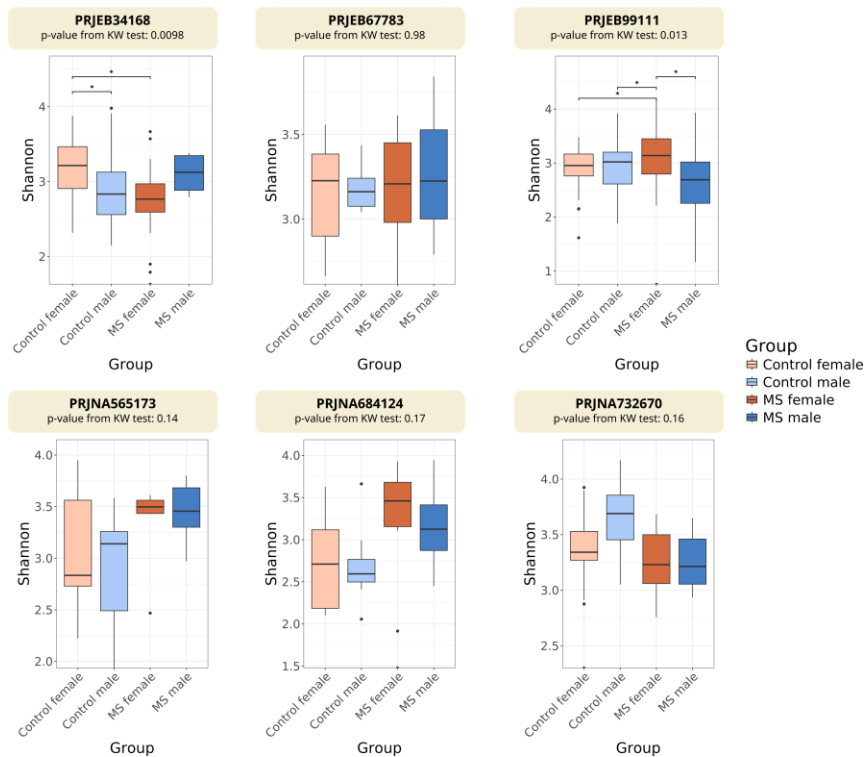 PRJEB34168
p-value from KW test: 0.0098
Shannon
4
3
2
*
*
Control female
Control male
MS female
MS male
Group
PRJEB67783
p-value from KW test: 0.98
Shannon
3.5
3.0
Control female
Control male
MS female
MS male
Group
PRJEB99111
p-value from KW test: 0.013
Shannon
4
3
2
1
*
*
*
Control female
Control male
MS female
MS male
Group
Group
Control female
Control male
MS female
MS male
PRJNA565173
p-value from KW test: 0.14
Shannon
4.0
3.5
3.0
2.5
2.0
Control female
Control male
MS female
MS male
Group
PRJNA684124
p-value from KW test: 0.17
Shannon
4.0
3.5
3.0
2.5
2.0
1.5
Control female
Control male
MS female
MS male
Group
PRJNA732670
p-value from KW test: 0.16
Shannon
4.0
3.5
3.0
2.5
Control female
Control male
MS female
MS male
Group